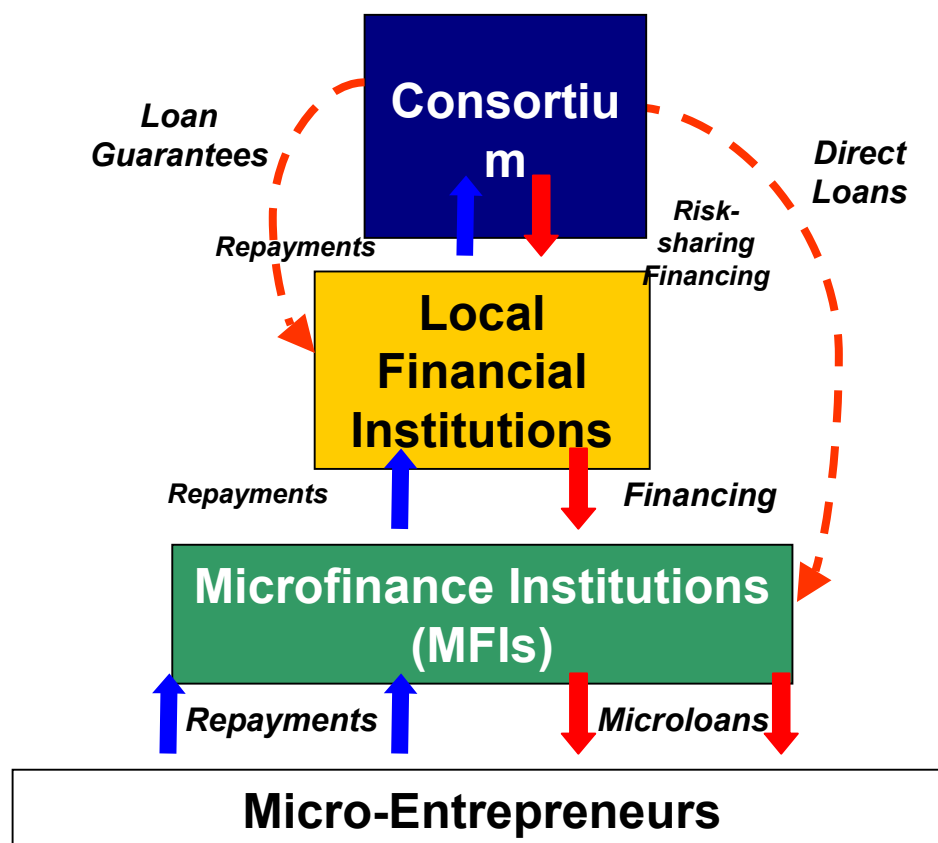 Consortiu
m
Loan
Guarantees
Direct
Loans
Repayments
Risk-
sharing
Financing
Local
Financial
Institutions
Repayments
Financing
Microfinance Institutions
(MFIs)
Repayments
Microloans
Micro-Entrepreneurs